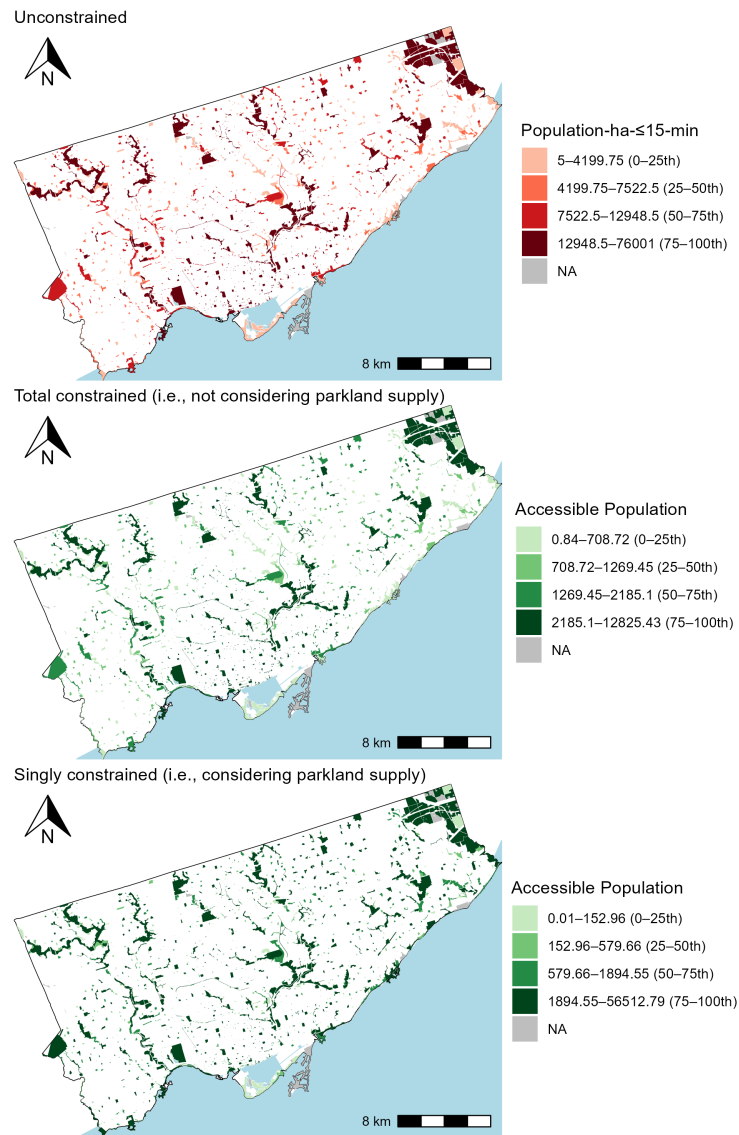 Unconstrained
N
Population-ha-≤15-min
5–4199.75 (0–25th)
4199.75–7522.5 (25–50th)
7522.5–12948.5 (50–75th)
12948.5–76001 (75–100th)
NA
8 km
Total constrained (i.e., not considering parkland supply)
N
Accessible Population
0.84–708.72 (0–25th)
708.72–1269.45 (25–50th)
1269.45–2185.1 (50–75th)
2185.1–12825.43 (75–100th)
NA
8 km
Singly constrained (i.e., considering parkland supply)
N
Accessible Population
0.01–152.96 (0–25th)
152.96–579.66 (25–50th)
579.66–1894.55 (50–75th)
1894.55–56512.79 (75–100th)
NA
8 km